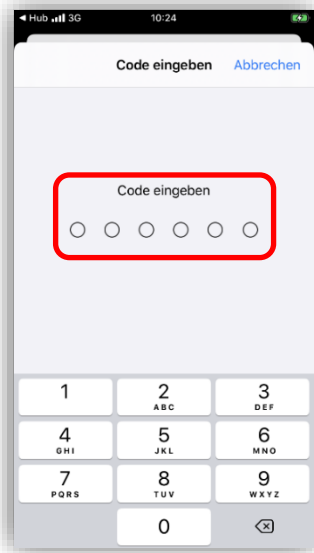 ◀ Hub 3G 10:24
Code eingeben Abbrechen
Code eingeben
1 2 3
ABC DEF
4 5 6
GHI JKL MNO
7 8 9
PQRS TUV WXYZ
0